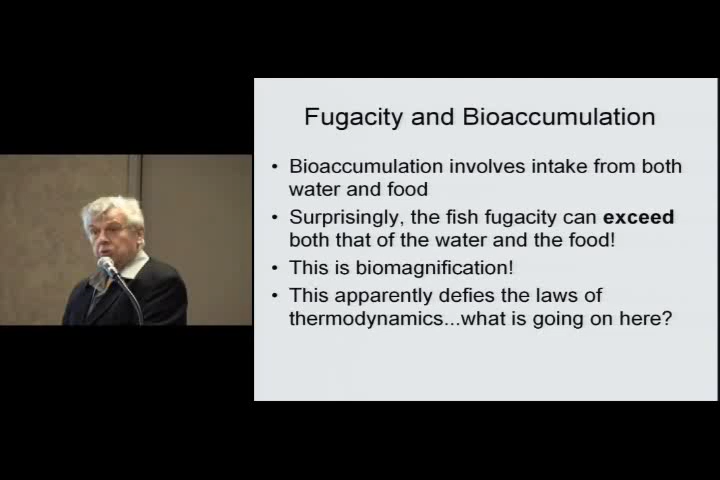 Fugacity and Bioaccumulation
• Bioaccumulation involves intake from both
water and food
• Surprisingly, the fish fugacity can exceed
both that of the water and the food!
• This is biomagnification!
• This apparently defies the laws of
thermodynamics...what is going on here?